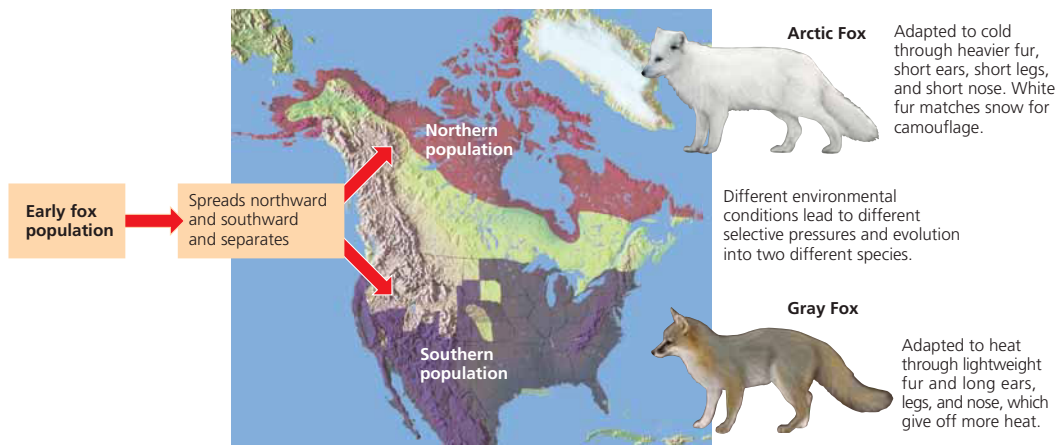 Early fox
population
Spreads northward
and southward
and separates
Northern
population
Southern
population
Arctic Fox
Adapted to cold
through heavier fur,
short ears, short legs,
and short nose. White
fur matches snow for
camouflage.
Different environmental
conditions lead to different
selective pressures and evolution
into two different species.
Gray Fox
Adapted to heat
through lightweight
fur and long ears,
legs, and nose, which
give off more heat.